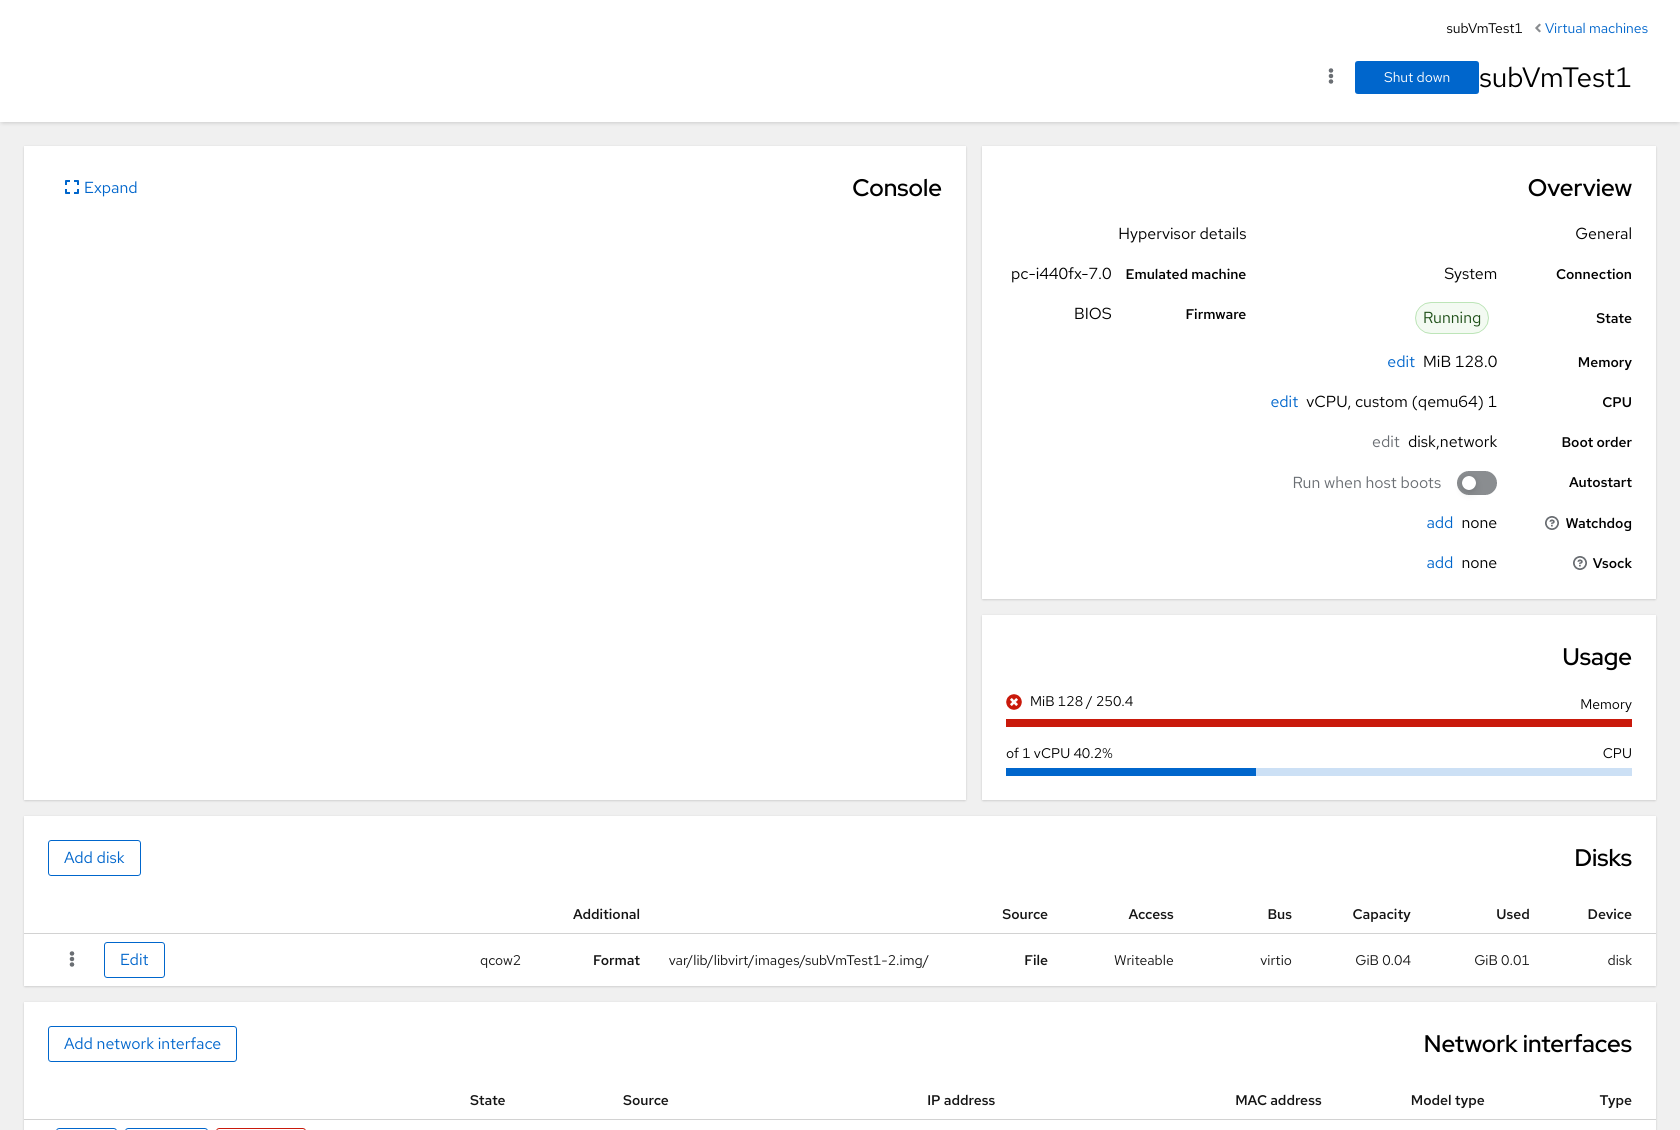 subVmTest1 Virtual machines
Shut down subVmTest1
Expand Console
Overview
Hypervisor details General
pc-i440fx-7.0 Emulated machine System Connection
BIOS Firmware Running State
edit MiB 128.0 Memory
edit vCPU, custom (qemu64) 1 CPU
edit disk,network Boot order
Run when host boots Autostart
add none Watchdog
add none Vsock
Usage
MiB 128 / 250.4 Memory
of 1 vCPU 40.2% CPU
Add disk Disks
Additional Source Access Bus Capacity Used Device
Edit qcow2 Format var/lib/libvirt/images/subVmTest1-2.img/ File Writeable virtio GiB 0.04 GiB 0.01 disk
Add network interface Network interfaces
State Source IP address MAC address Model type Type